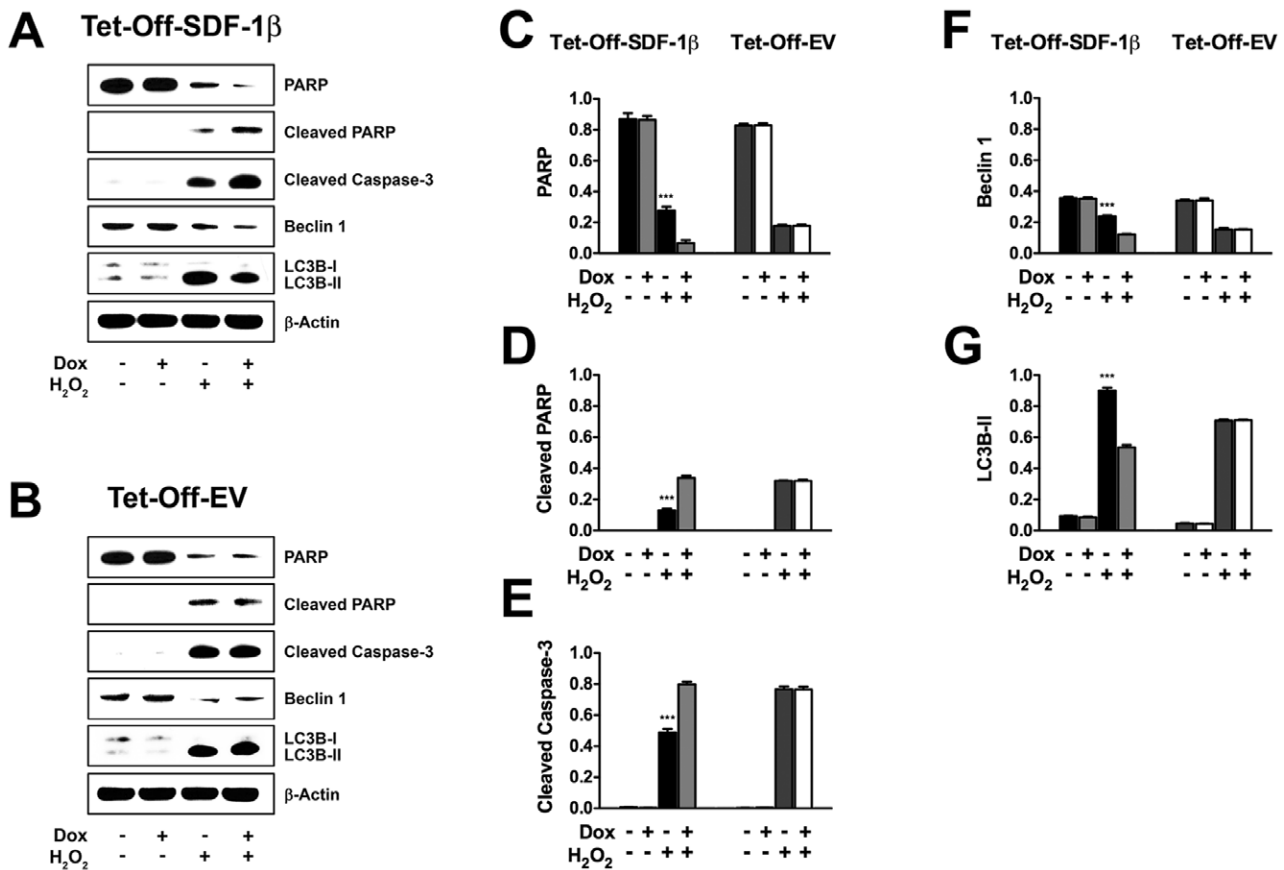 A
Tet-Off-SDF-1β
PARP
Cleaved PARP
Cleaved Caspase-3
Beclin 1
LC3B-I
LC3B-II
β-Actin
Dox - + - +
H₂O₂ - - + +
B
Tet-Off-EV
PARP
Cleaved PARP
Cleaved Caspase-3
Beclin 1
LC3B-I
LC3B-II
β-Actin
Dox - + - +
H₂O₂ - - + +
C
Tet-Off-SDF-1β Tet-Off-EV
PARP
1.0
0.8
0.6
0.4
0.2
0.0
***
Dox - + - + - + - +
H₂O₂ - - + + - - + +
D
Cleaved PARP
1.0
0.8
0.6
0.4
0.2
0.0
***
Dox - + - + - + - +
H₂O₂ - - + + - - + +
E
Cleaved Caspase-3
1.0
0.8
0.6
0.4
0.2
0.0
***
Dox - + - + - + - +
H₂O₂ - - + + - - + +
F
Tet-Off-SDF-1β Tet-Off-EV
Beclin 1
1.0
0.8
0.6
0.4
0.2
0.0
***
Dox - + - + - + - +
H₂O₂ - - + + - - + +
G
LC3B-II
1.0
0.8
0.6
0.4
0.2
0.0
***
Dox - + - + - + - +
H₂O₂ - - + + - - + +